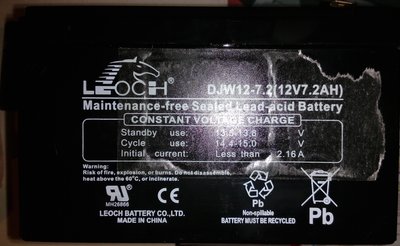 LEOCH
DJW12-7.2(12V7.2AH)
Maintenance-free Sealed Lead-acid Battery
CONSTANT VOLTAGE CHARGE
Standby use: 13.5-13.8 V
Cycle use: 14.4-15.0 V
Initial current: Less than 2.16 A
Warning:
Risk of fire, explosion, or burns. Do not disassemble,
heat above the 60°C, or incinerate.
MH26866
LEOCH BATTERY CO.,LTD.
MADE IN CHINA
Non-spillable
BATTERY MUST BE RECYCLED
Pb